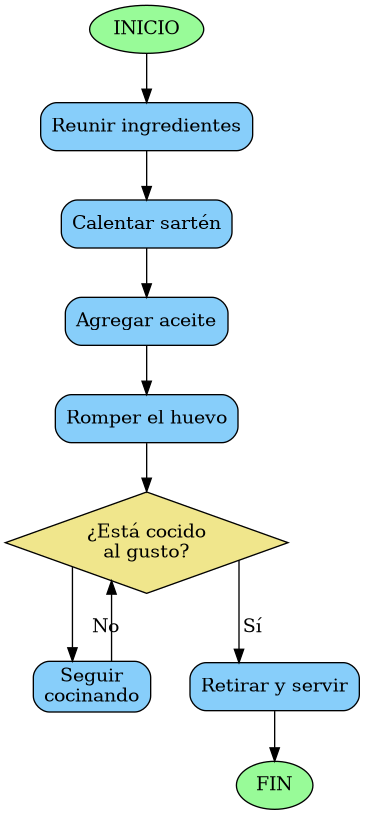 INICIO
Reunir ingredientes
Calentar sartén
Agregar aceite
Romper el huevo
¿Está cocido
al gusto?
No
Sí
Seguir
cocinando
Retirar y servir
FIN